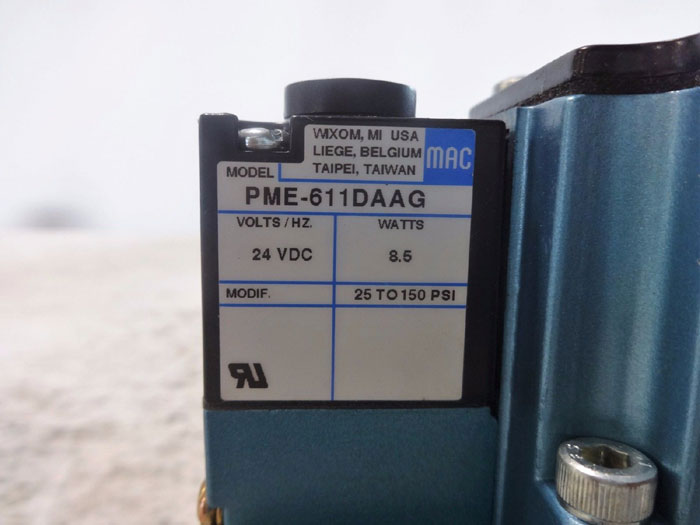 WIXOM, MI USA
LIEGE, BELGIUM
TAIPEI, TAIWAN
MAC
MODEL
PME-611DAAG
VOLTS / HZ.
WATTS
24 VDC
8.5
MODIF.
25 TO 150 PSI
RU